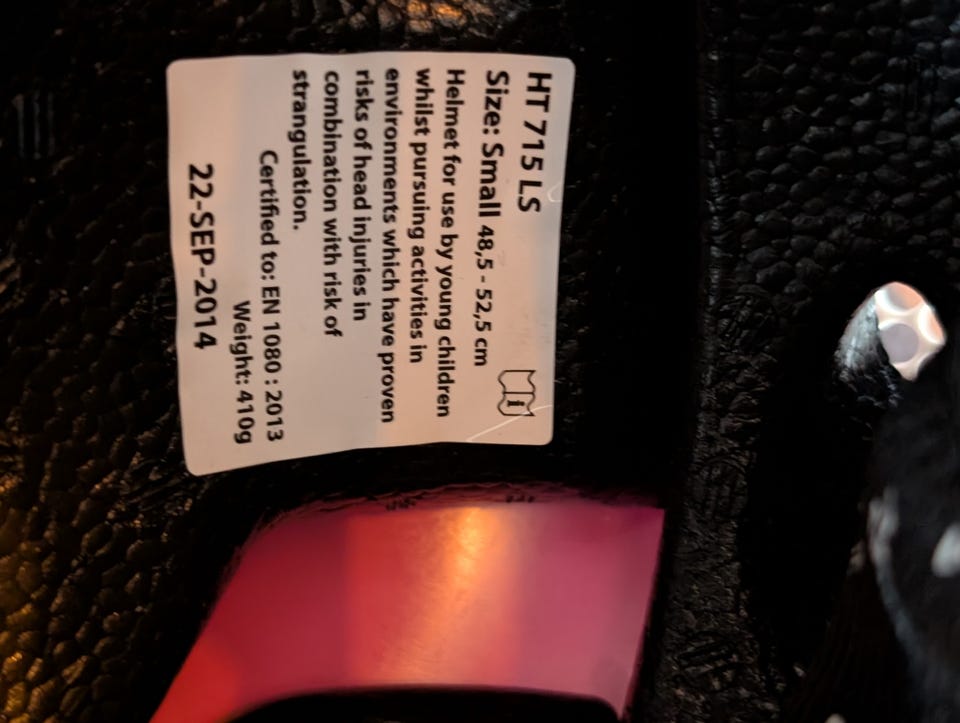 HT 715 LS
Size: Small 48,5 - 52,5 cm
i
Helmet for use by young children
whilst pursuing activities in
environments which have proven
risks of head injuries in
combination with risk of
strangulation.
Certified to: EN 1080 : 2013
Weight: 410g
22-SEP-2014